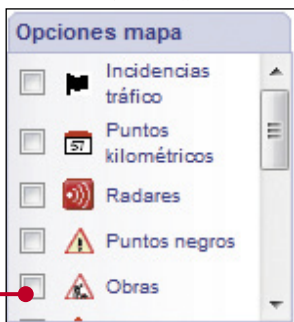 Opciones mapa
Incidencias
tráfico
57
Puntos
kilométricos
Radares
Puntos negros
Obras